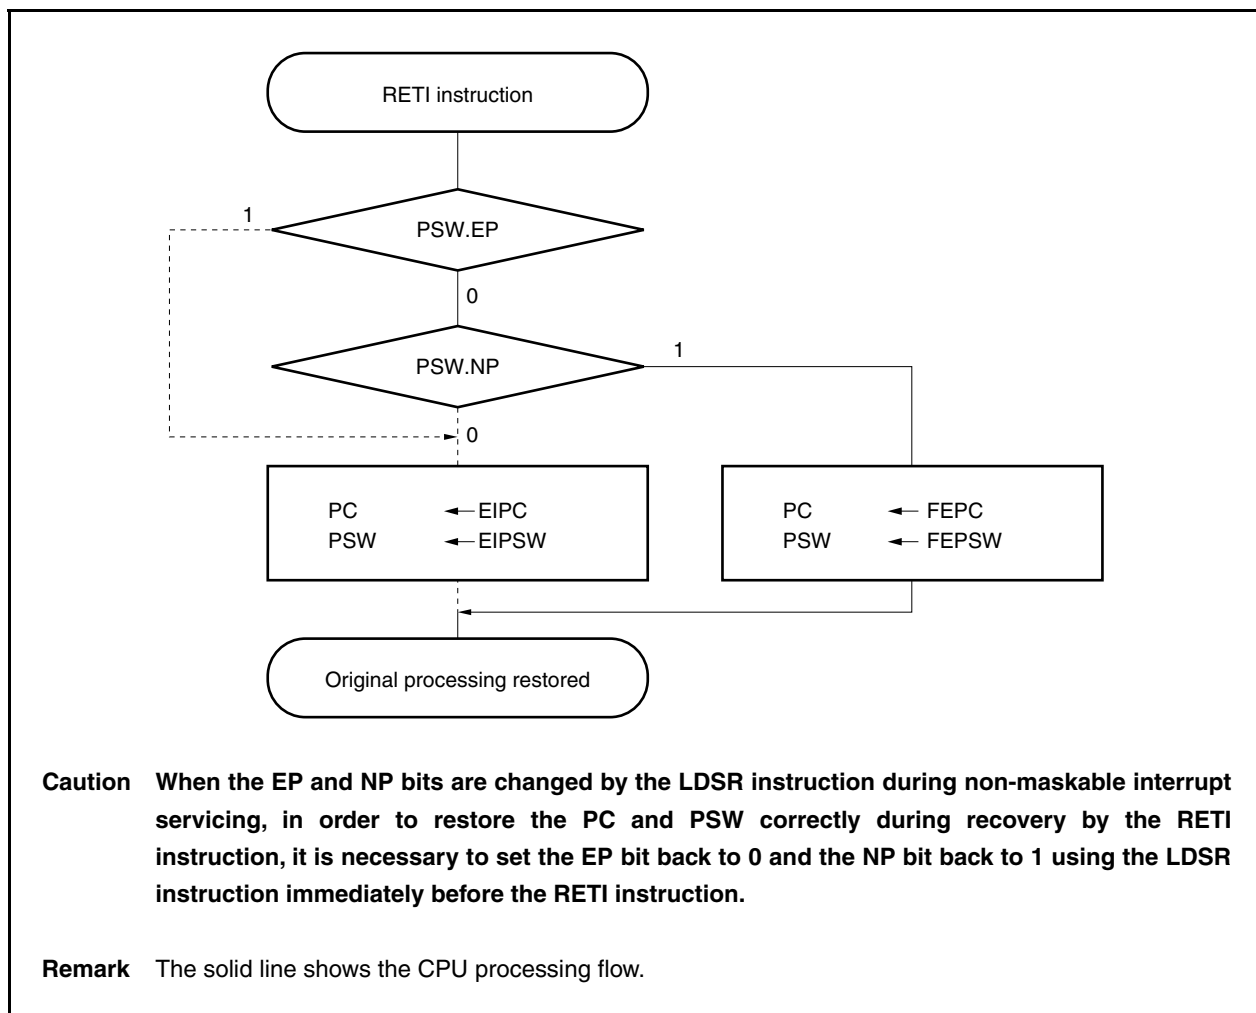 RETI instruction
1
PSW.EP
0
PSW.NP
1
0
PC ← EIPC
PSW ← EIPSW
PC ← FEPC
PSW ← FEPSW
Original processing restored
Caution When the EP and NP bits are changed by the LDSR instruction during non-maskable interrupt
servicing, in order to restore the PC and PSW correctly during recovery by the RETI
instruction, it is necessary to set the EP bit back to 0 and the NP bit back to 1 using the LDSR
instruction immediately before the RETI instruction.
Remark The solid line shows the CPU processing flow.